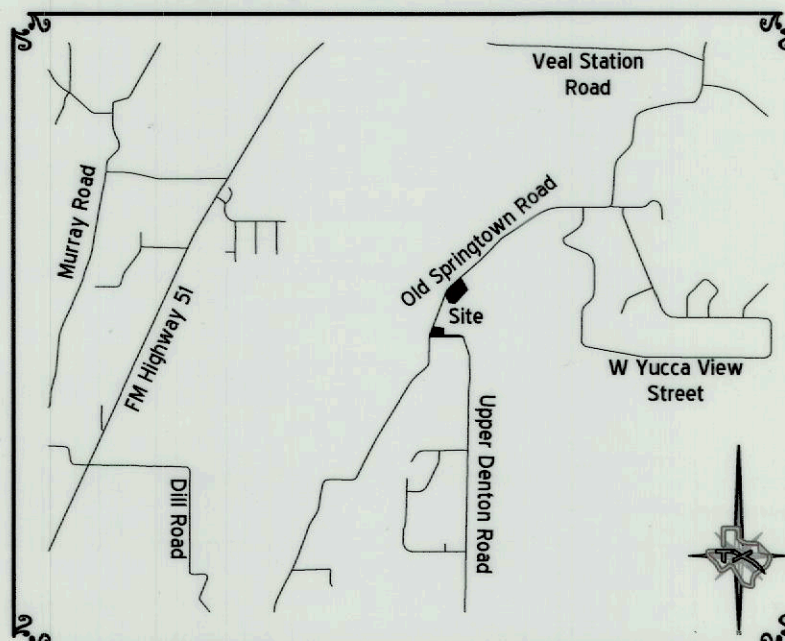 Veal Station
Road
Murray Road
Old Springtown Road
FM Highway 51
Site
W Yucca View
Street
Upper Denton Road
Dill Road
TX